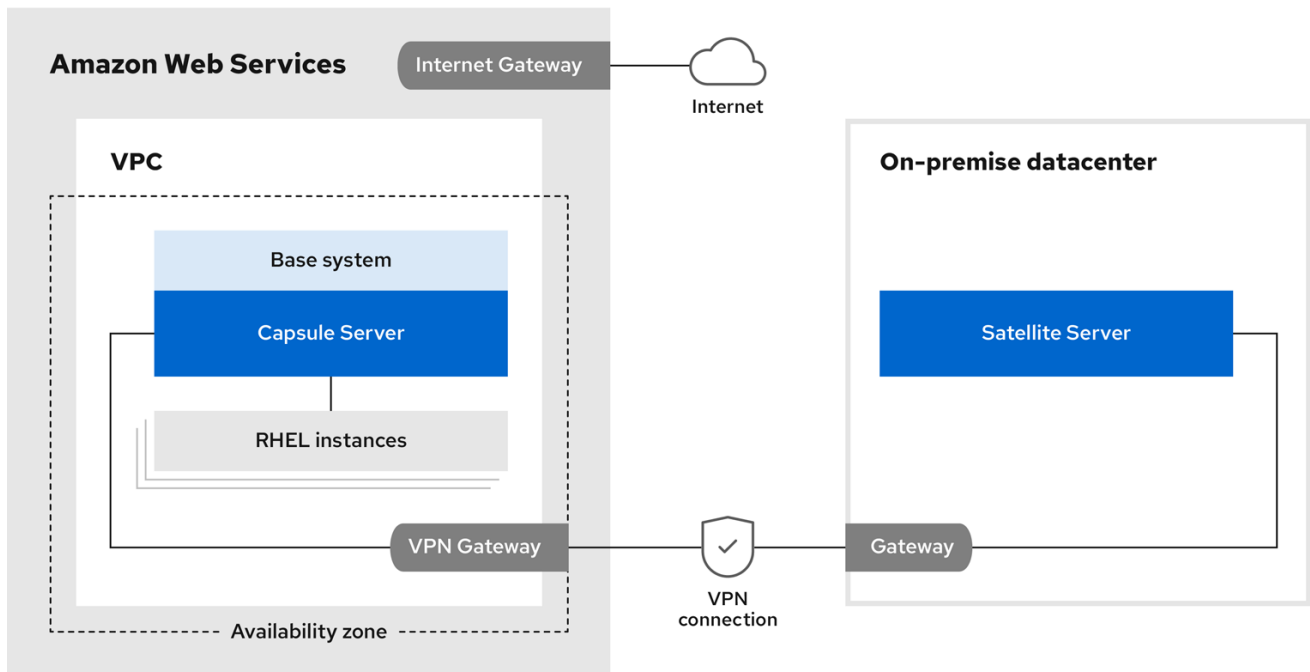 Amazon Web Services
Internet Gateway
Internet
VPC
On-premise datacenter
Base system
Capsule Server
Satellite Server
RHEL instances
VPN Gateway
Gateway
VPN
connection
Availability zone